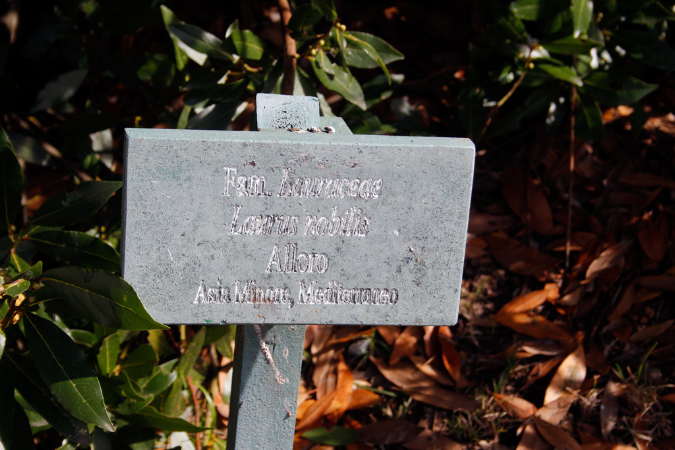 Fam. Lauraceae
Laurus nobilis
Alloro
Asia Minore, Mediterraneo